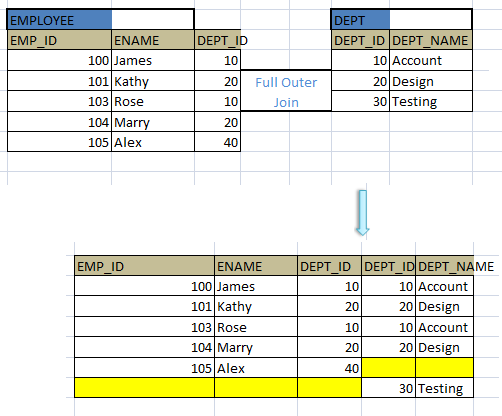 EMPLOYEE DEPT
EMP_ID ENAME DEPT_ID DEPT_ID DEPT_NAME
100 James 10 10 Account
101 Kathy 20 Full Outer 20 Design
103 Rose 10 Join 30 Testing
104 Marry 20
105 Alex 40
EMP_ID ENAME DEPT_ID DEPT_ID DEPT_NAME
100 James 10 10 Account
101 Kathy 20 20 Design
103 Rose 10 10 Account
104 Marry 20 20 Design
105 Alex 40
30 Testing